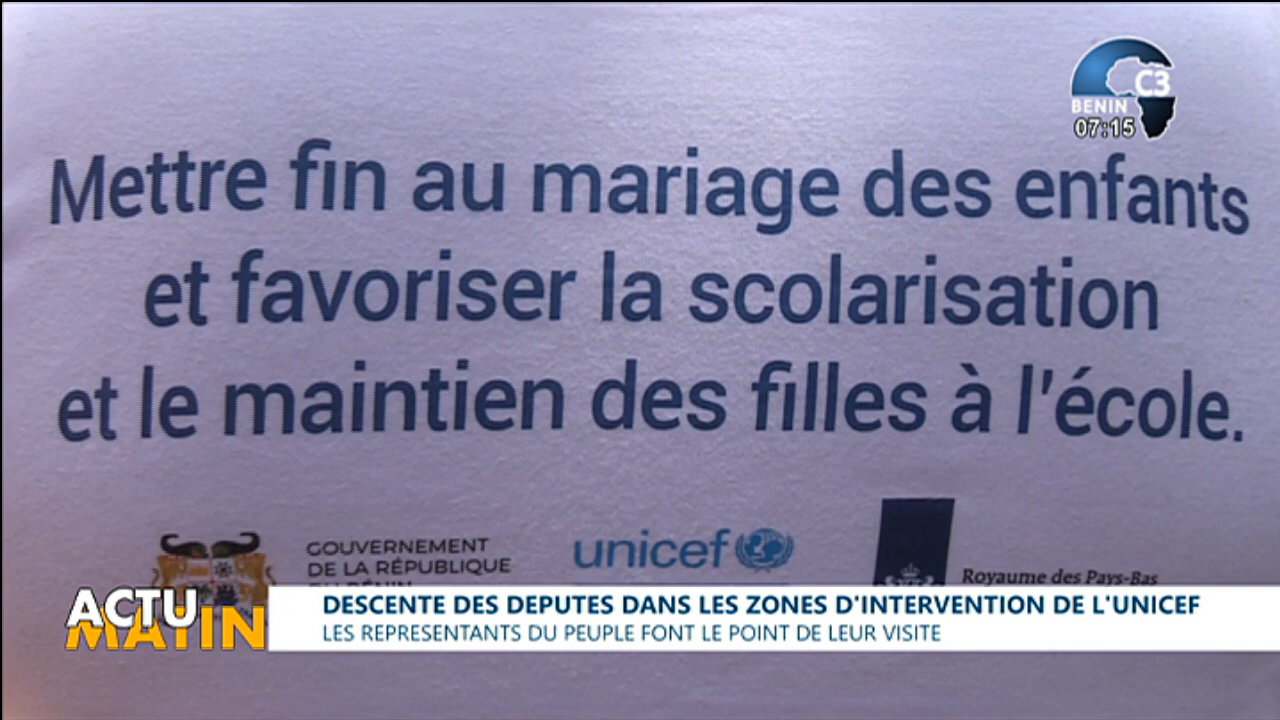 C3
BENIN
07:15
Mettre fin au mariage des enfants
et favoriser la scolarisation
et le maintien des filles à l'école.
GOUVERNEMENT
DE LA RÉPUBLIQUE
DU BÉNIN
unicef
Royaume des Pays-Bas
ACTU
MATIN
DESCENTE DES DEPUTES DANS LES ZONES D'INTERVENTION DE L'UNICEF
LES REPRESENTANTS DU PEUPLE FONT LE POINT DE LEUR VISITE